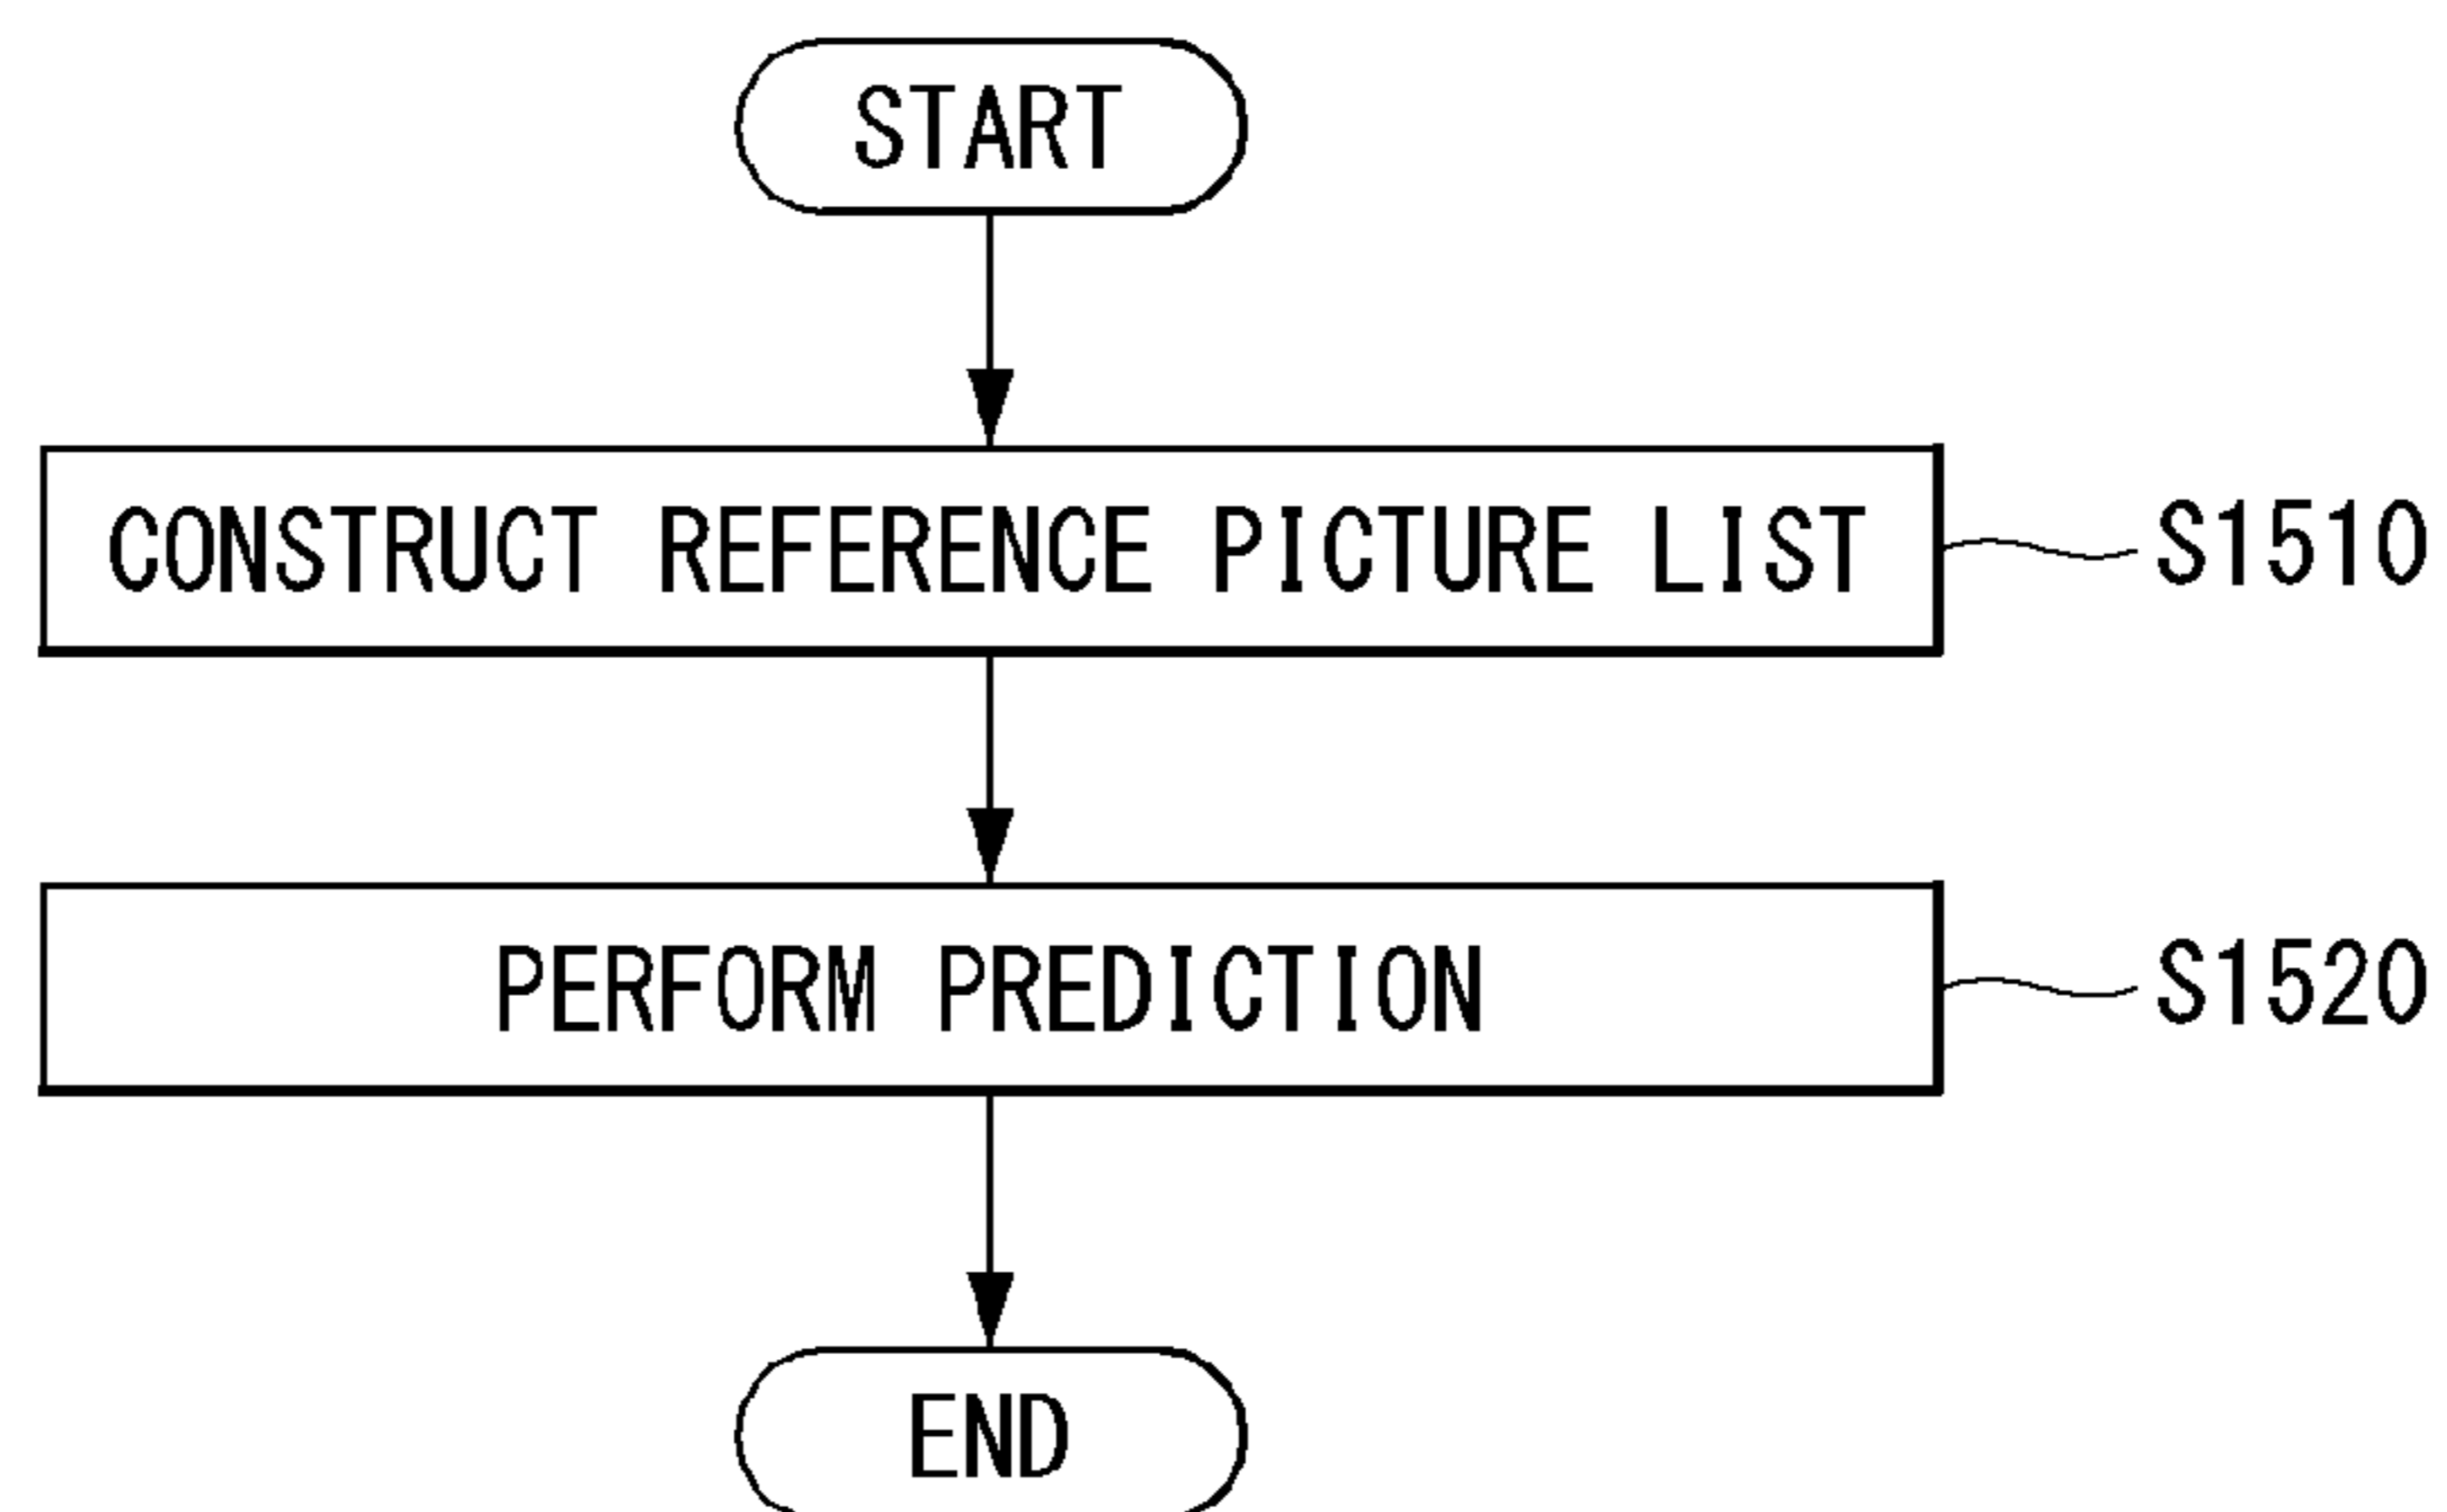 START
CONSTRUCT REFERENCE PICTURE LIST
S1510
PERFORM PREDICTION
S1520
END